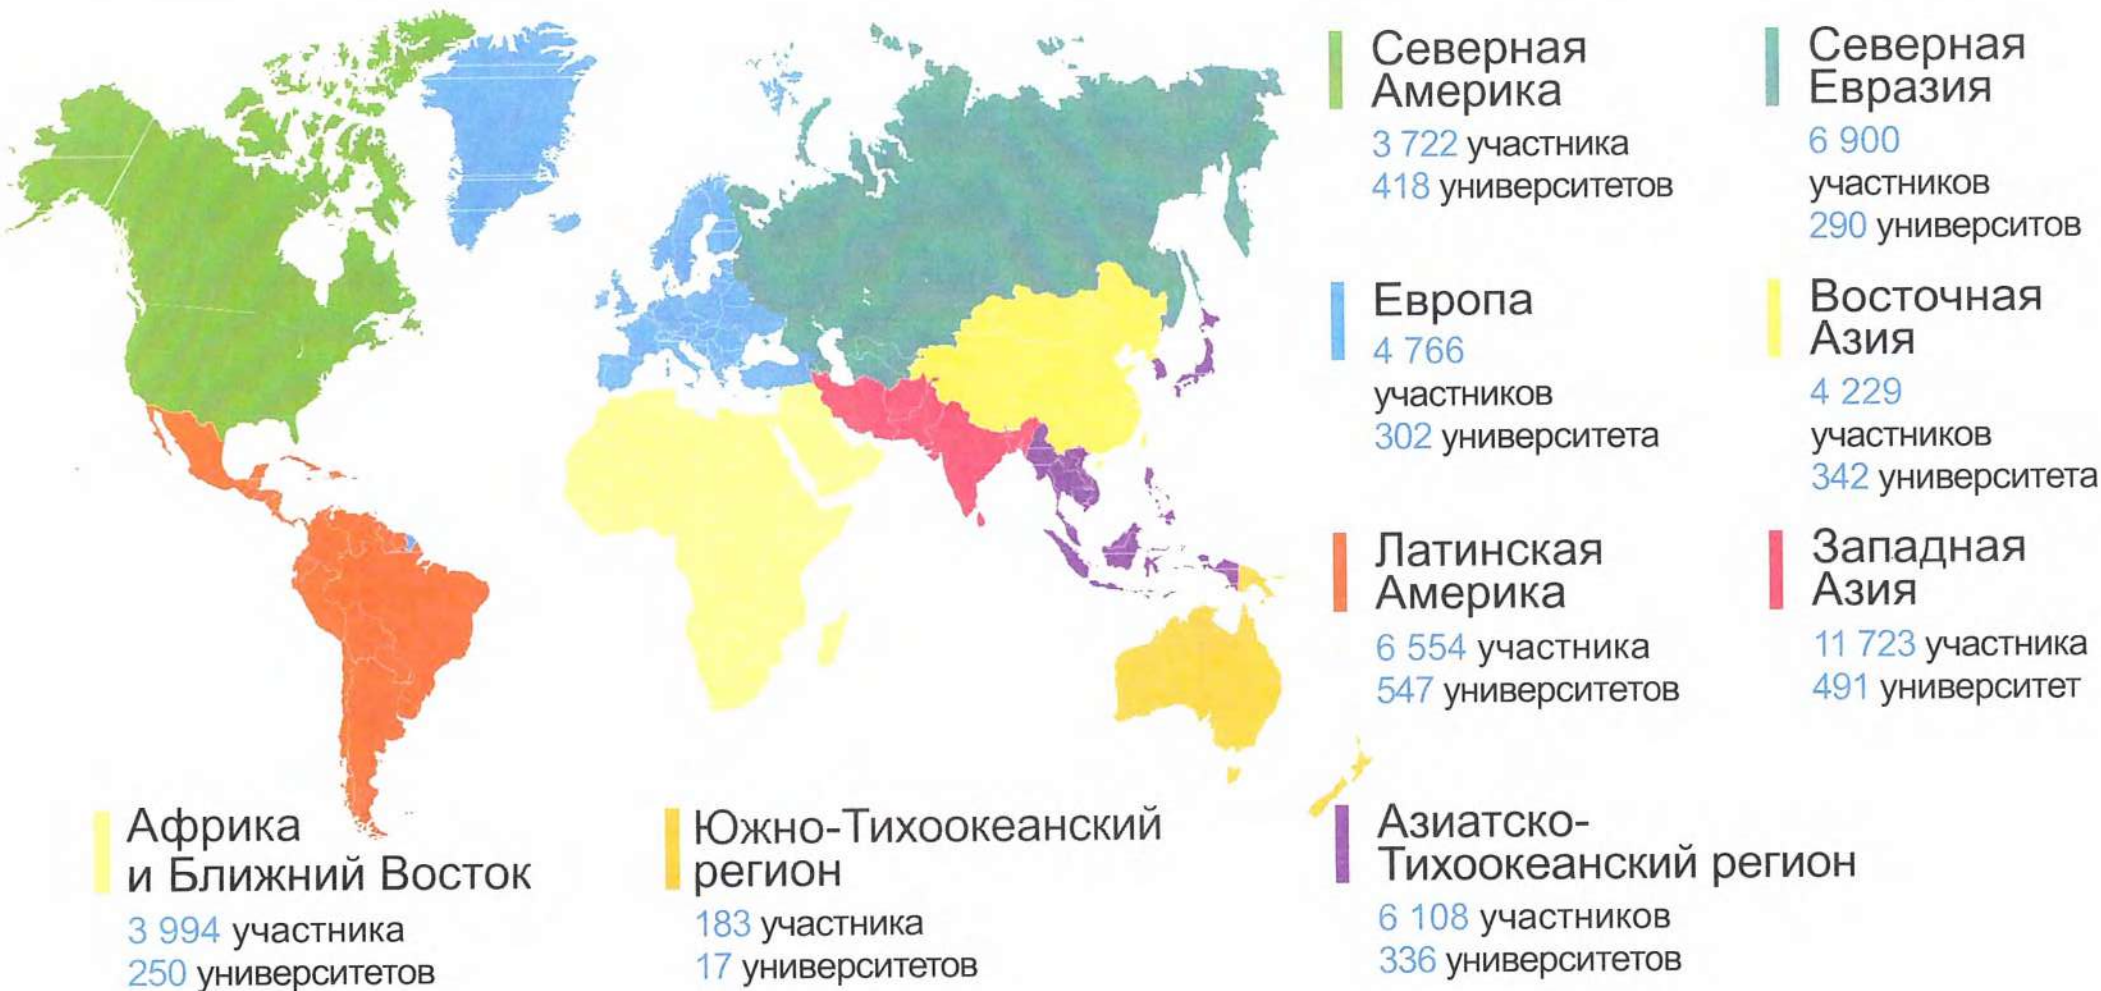 Северная
Америка
3 722 участника
418 университетов
Северная
Евразия
6 900
участников
290 университов
Европа
4 766
участников
302 университета
Восточная
Азия
4 229
участников
342 университета
Латинская
Америка
6 554 участника
547 университетов
Западная
Азия
11 723 участника
491 университет
Африка
и Ближний Восток
3 994 участника
250 университетов
Южно-Тихоокеанский
регион
183 участника
17 университетов
Азиатско-
Тихоокеанский регион
6 108 участников
336 университетов